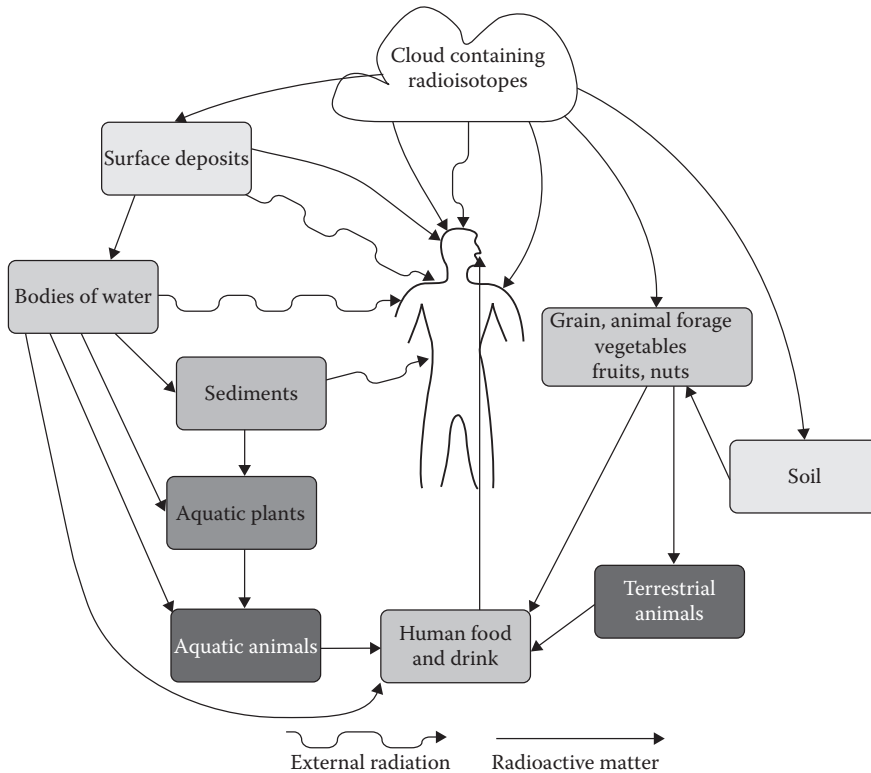 Cloud containing
radioisotopes
Surface deposits
Bodies of water
Grain, animal forage
vegetables
fruits, nuts
Sediments
Soil
Aquatic plants
Terrestrial
animals
Aquatic animals
Human food
and drink
External radiation
Radioactive matter